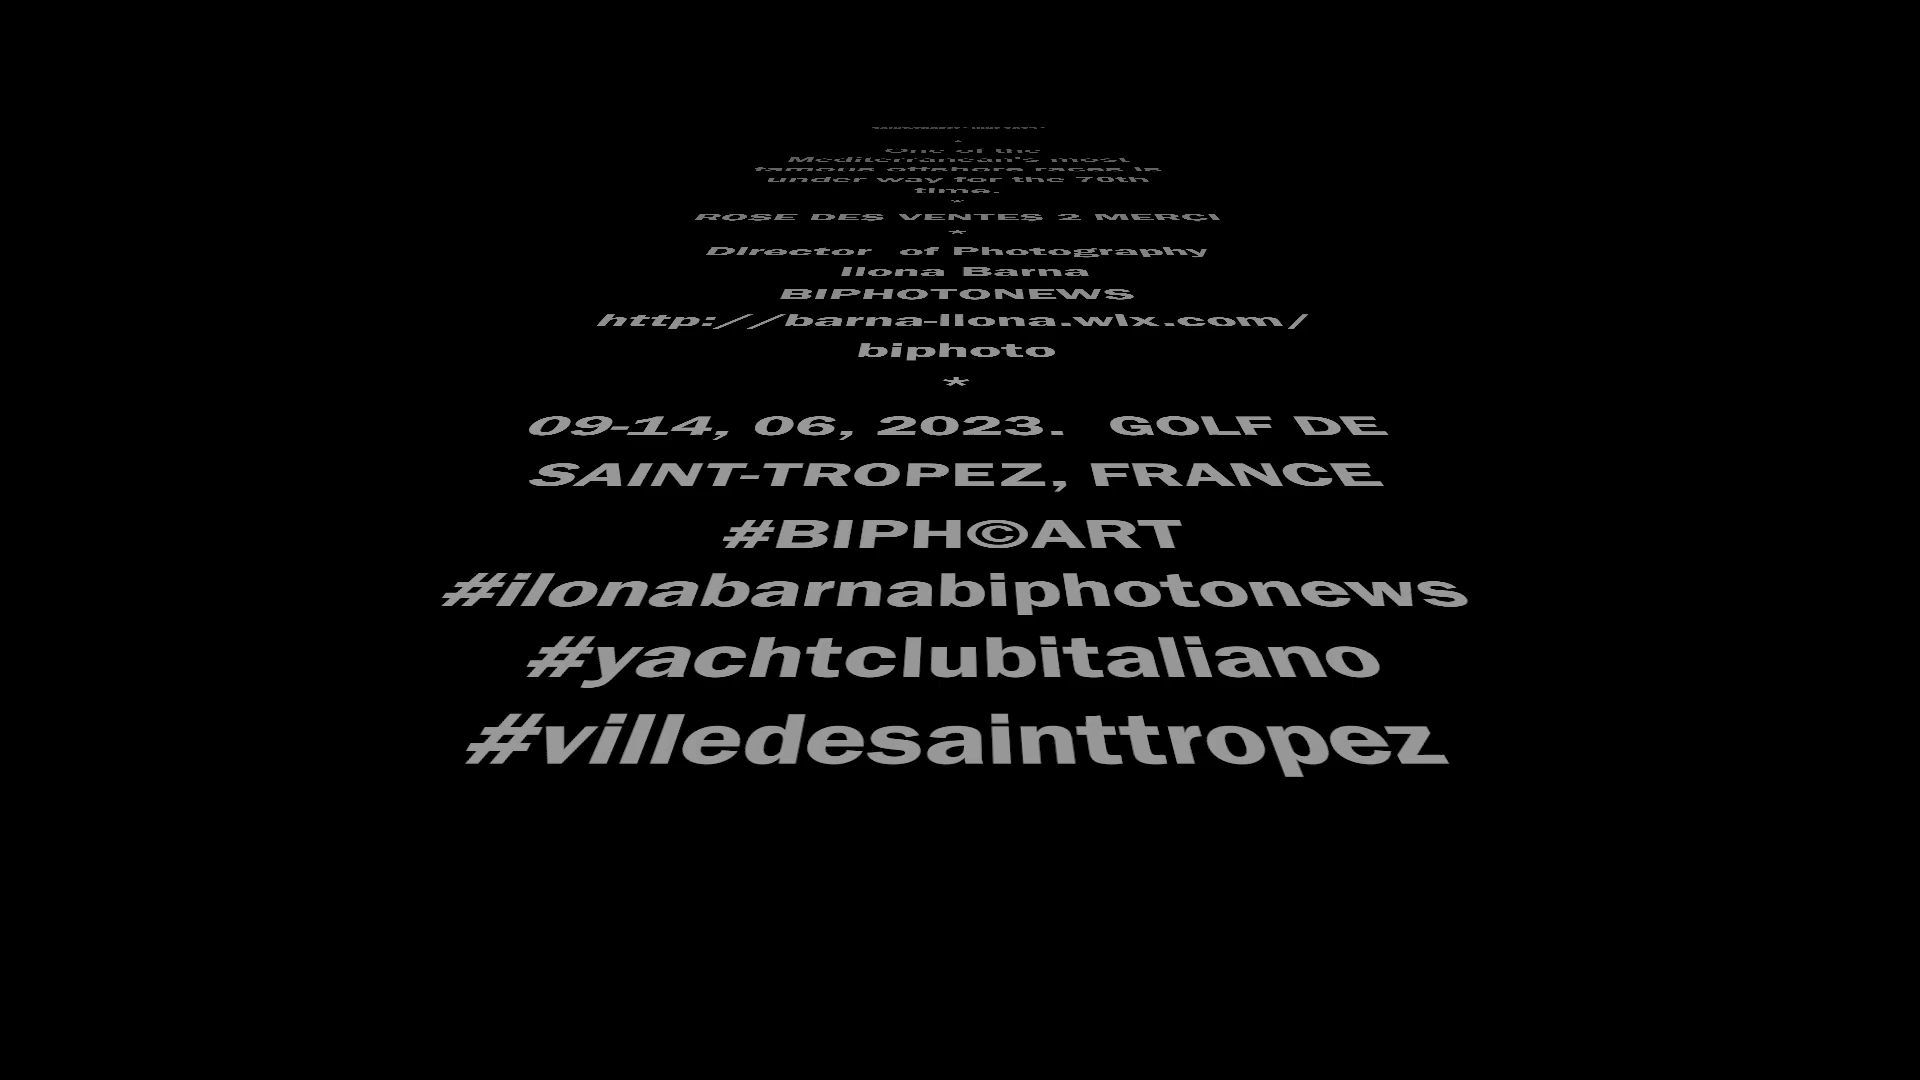 *
One of the
Mediterranean's most
famous offshore races is
under way for the 70th
time.
*
ROSE DES VENTES 2 MERCI
*
Director  of Photography
Ilona Barna
BIPHOTONEWS
http://barna-ilona.wix.com/
biphoto
*
09-14, 06, 2023.  GOLF DE
SAINT-TROPEZ, FRANCE
#BIPH©ART
#ilonabarnabiphotonews
#yachtclubitaliano
#villedesainttropez